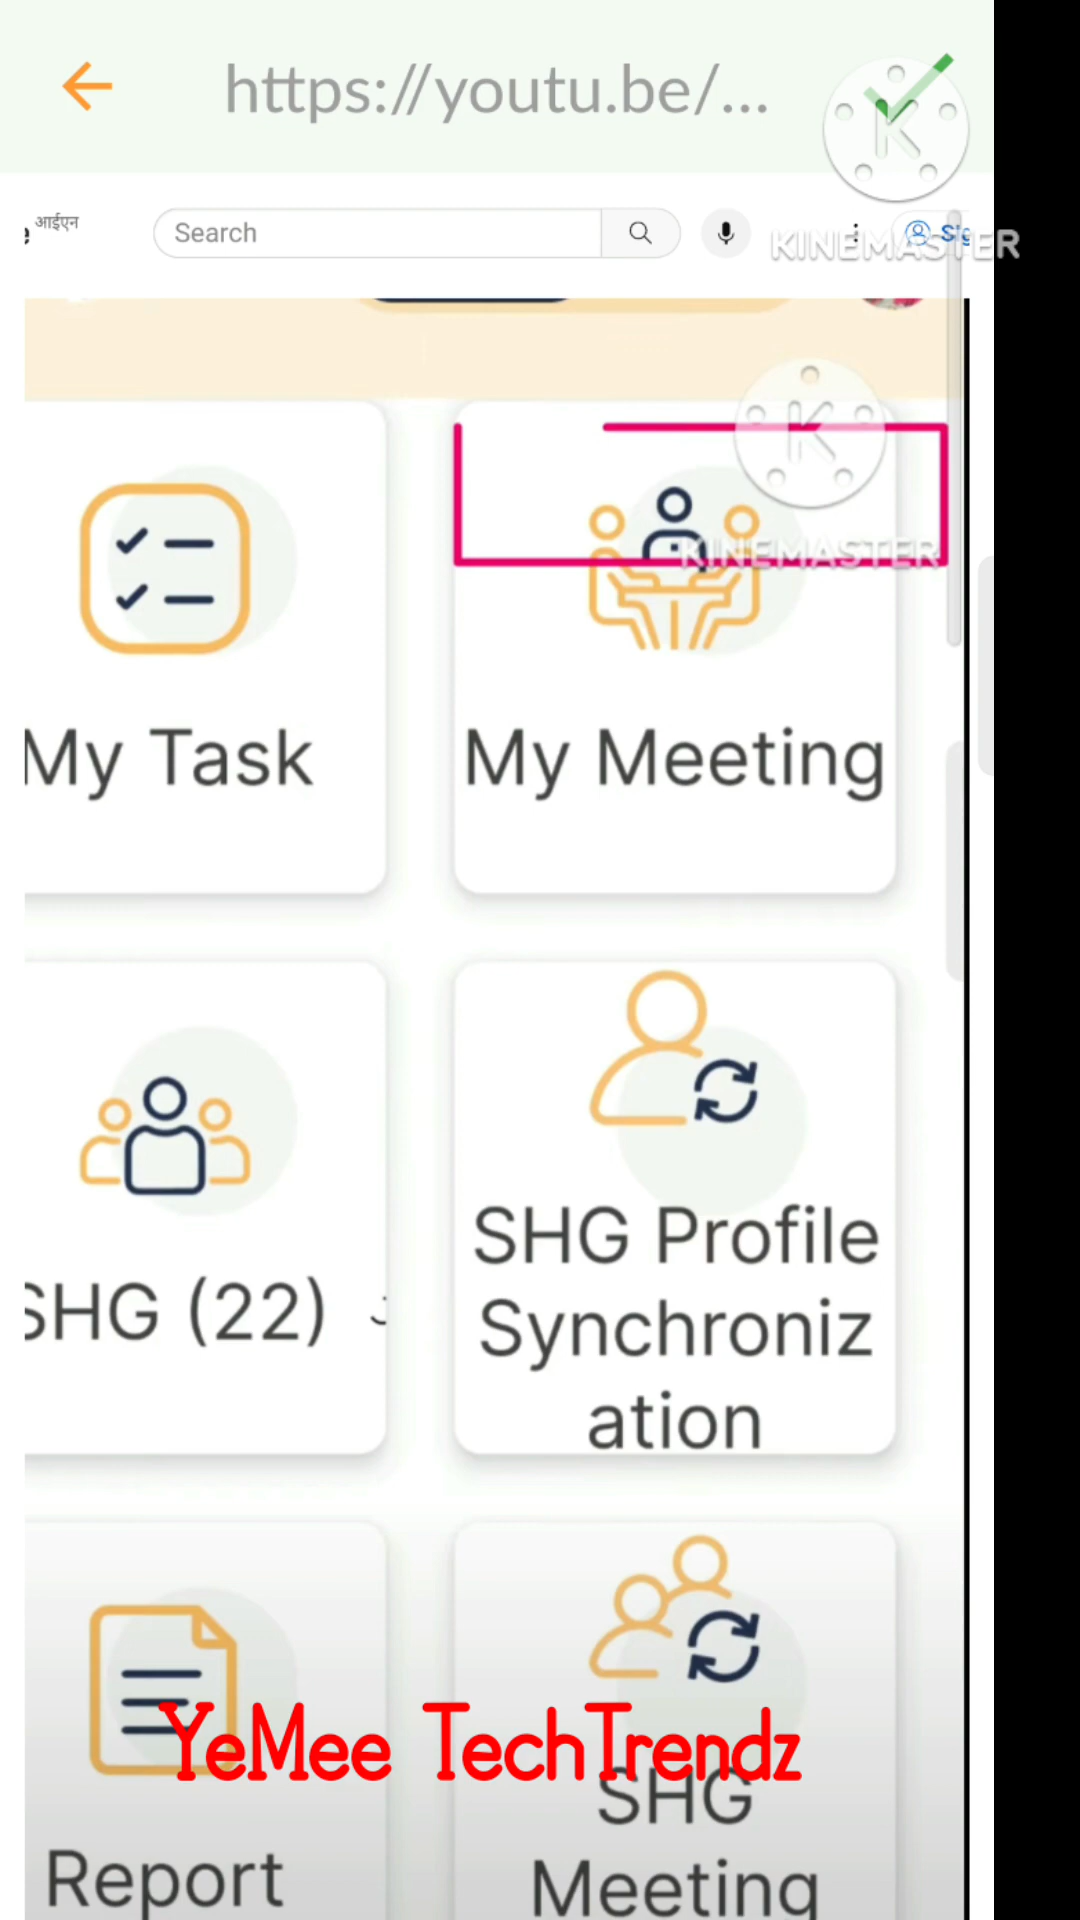 https://youtu.be/...
आईएन
Search
KINEMASTER
KINEMASTER
My Task
My Meeting
SHG (22)
SHG Profile
Synchroniz
ation
YeMee TechTrendz
Report
SHG
Meeting